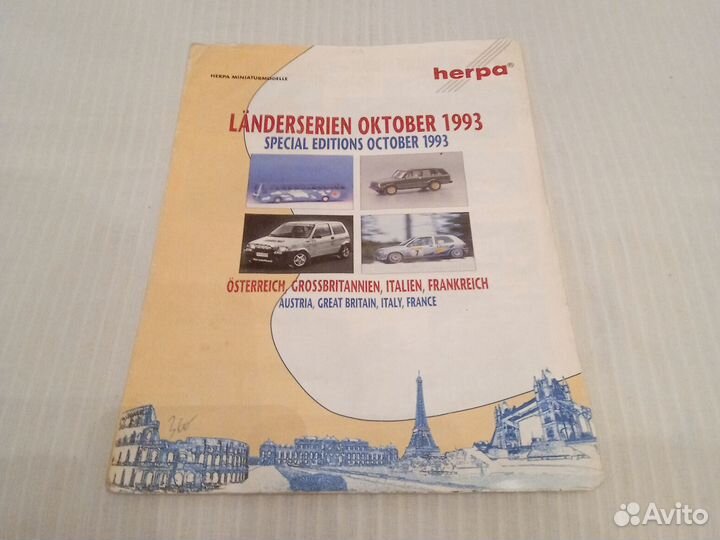 HERPA MINIATURMODELLE
herpa®
LÄNDERSERIEN OKTOBER 1993
SPECIAL EDITIONS OCTOBER 1993
7
ÖSTERREICH, GROSSBRITANNIEN, ITALIEN, FRANKREICH
AUSTRIA, GREAT BRITAIN, ITALY, FRANCE
Avito